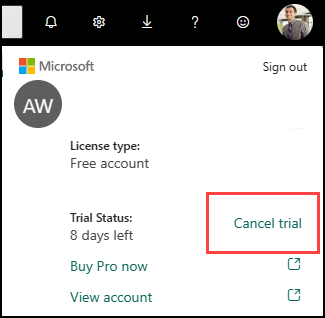 Microsoft
Sign out
AW
License type:
Free account
Trial Status:
8 days left
Cancel trial
Buy Pro now
View account